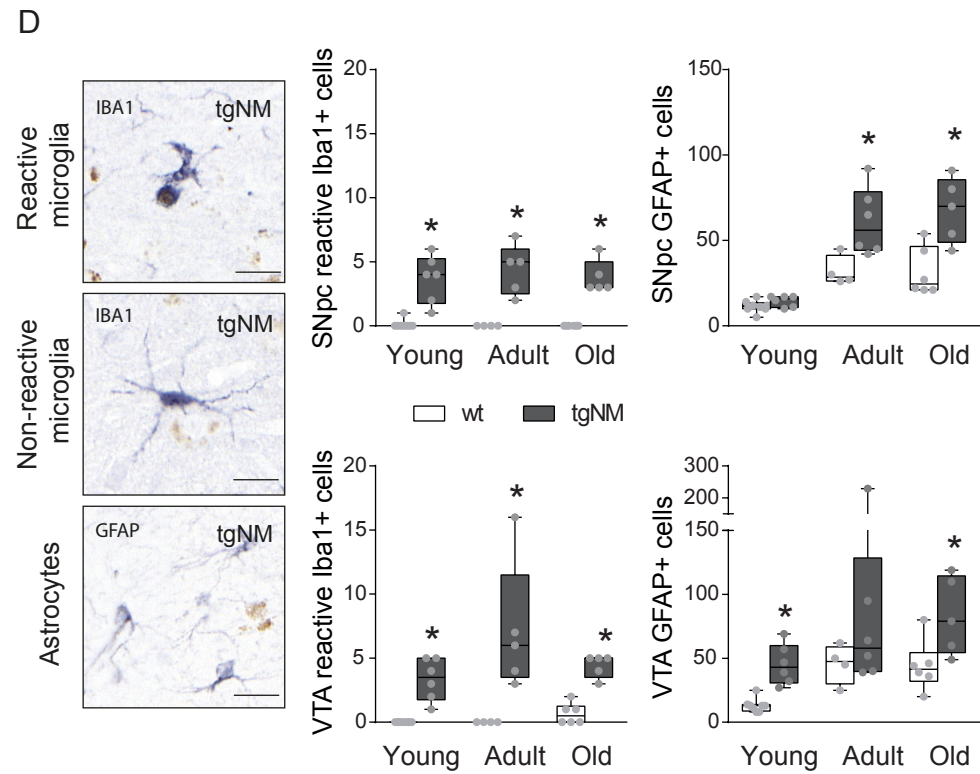 D
Reactive
microglia
IBA1
tgNM
Non-reactive
microglia
IBA1
tgNM
Astrocytes
GFAP
tgNM
SNpc reactive Iba1+ cells
20
15
10
5
0
*
*
*
Young Adult Old
SNpc GFAP+ cells
150
100
50
0
*
*
Young Adult Old
wt tgNM
VTA reactive Iba1+ cells
20
15
10
5
0
*
*
*
Young Adult Old
VTA GFAP+ cells
300
200
150
100
50
0
*
*
Young Adult Old